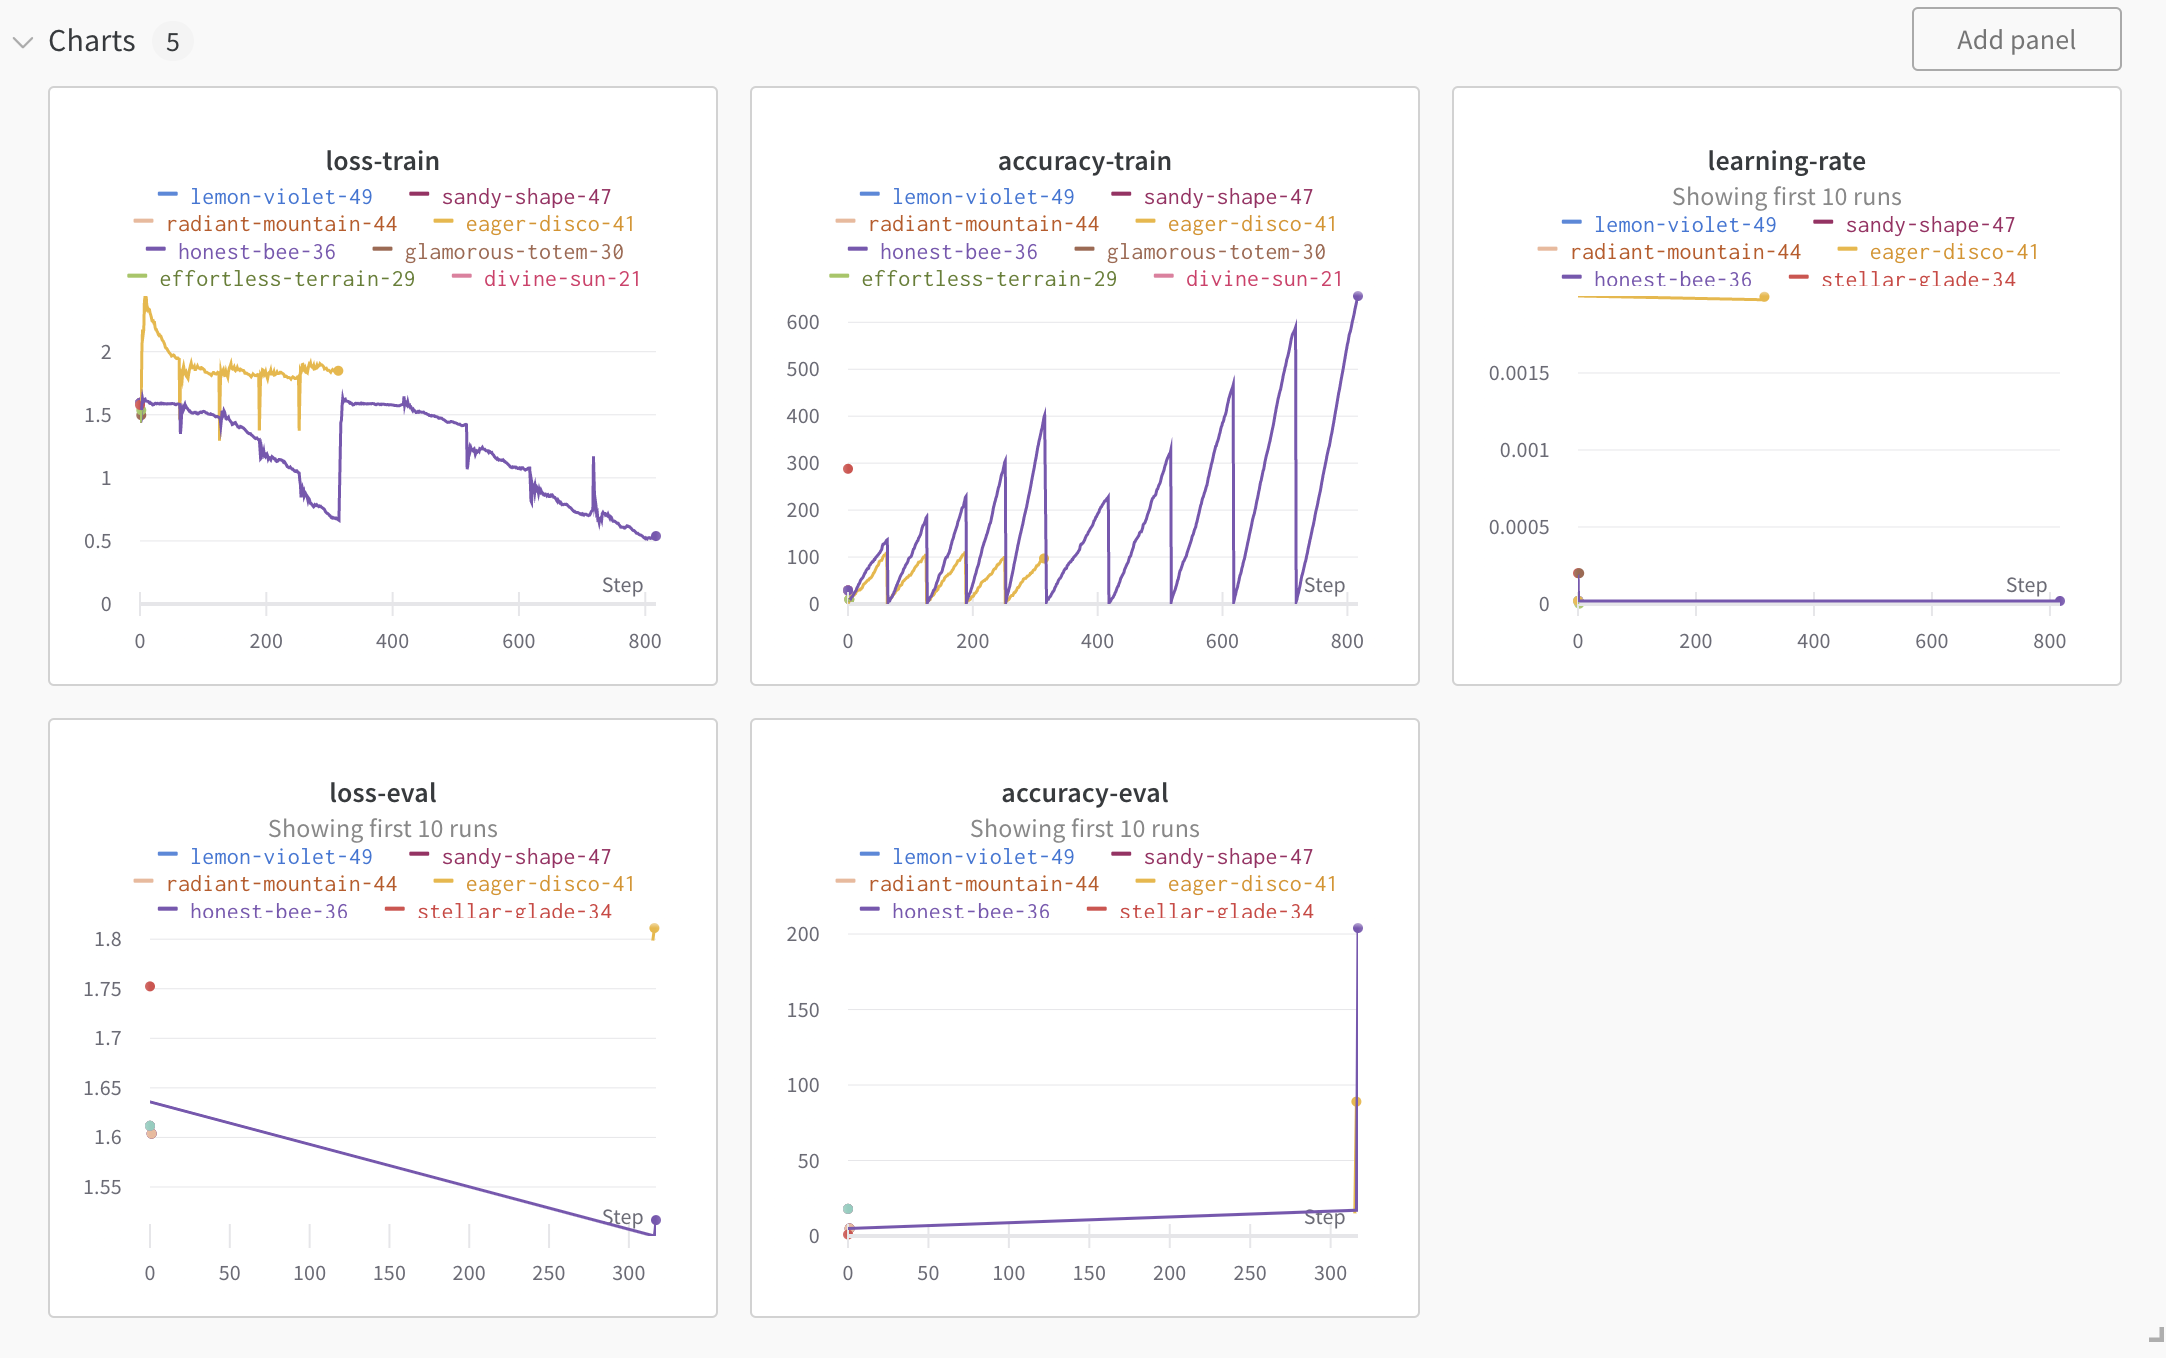 Charts 5
Add panel
loss-train
lemon-violet-49 sandy-shape-47
radiant-mountain-44 eager-disco-41
honest-bee-36 glamorous-totem-30
effortless-terrain-29 divine-sun-21
2
1.5
1
0.5
0
Step
0 200 400 600 800
accuracy-train
lemon-violet-49 sandy-shape-47
radiant-mountain-44 eager-disco-41
honest-bee-36 glamorous-totem-30
effortless-terrain-29 divine-sun-21
600
500
400
300
200
100
0
Step
0 200 400 600 800
learning-rate
Showing first 10 runs
lemon-violet-49 sandy-shape-47
radiant-mountain-44 eager-disco-41
honest-bee-36 stellar-glade-34
0.0015
0.001
0.0005
0
Step
0 200 400 600 800
loss-eval
Showing first 10 runs
lemon-violet-49 sandy-shape-47
radiant-mountain-44 eager-disco-41
honest-bee-36 stellar-glade-34
1.8
1.75
1.7
1.65
1.6
1.55
Step
0 50 100 150 200 250 300
accuracy-eval
Showing first 10 runs
lemon-violet-49 sandy-shape-47
radiant-mountain-44 eager-disco-41
honest-bee-36 stellar-glade-34
200
150
100
50
0
Step
0 50 100 150 200 250 300